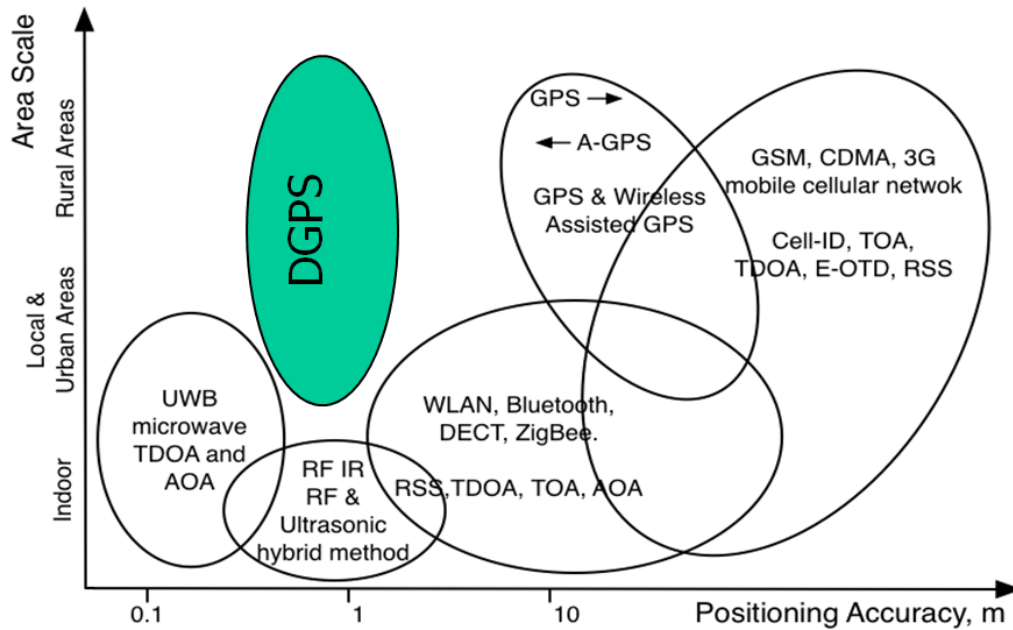 Area Scale
Rural Areas
Local &
Urban Areas
Indoor
DGPS
GPS →
← A-GPS
GPS & Wireless
Assisted GPS
GSM, CDMA, 3G
mobile cellular netwok
Cell-ID, TOA,
TDOA, E-OTD, RSS
UWB
microwave
TDOA and
AOA
RF IR
RF &
Ultrasonic
hybrid method
WLAN, Bluetooth,
DECT, ZigBee.
RSS,TDOA, TOA, AOA
0.1
1
10
Positioning Accuracy, m